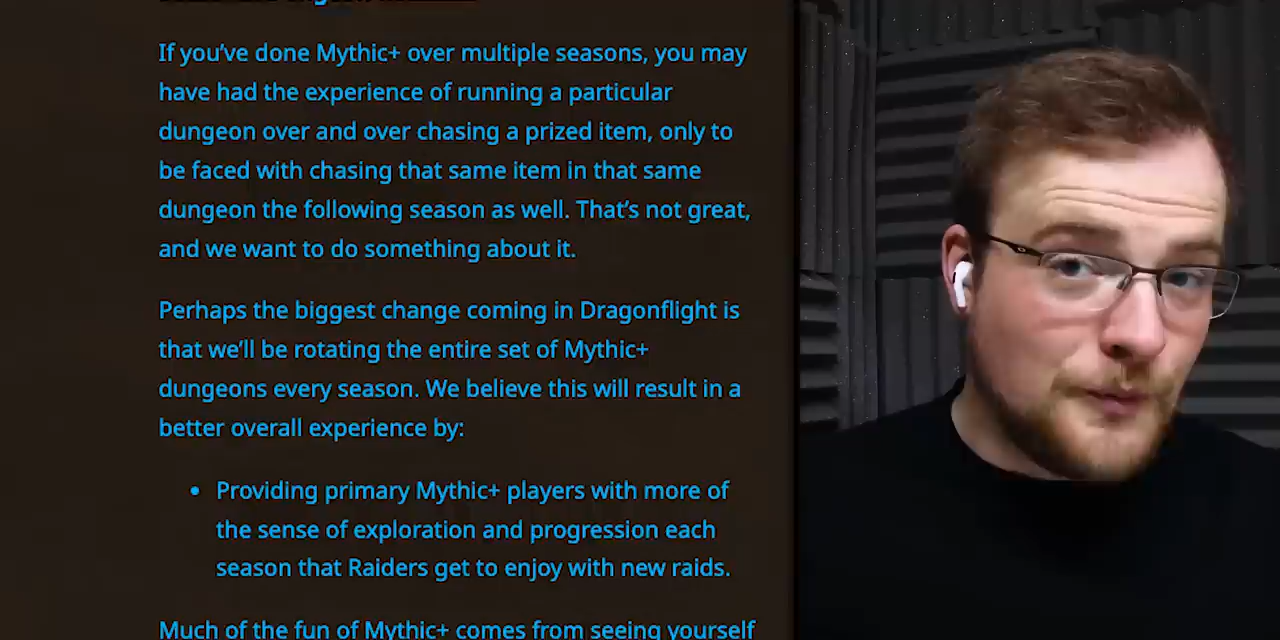 If you've done Mythic+ over multiple seasons, you may
have had the experience of running a particular
dungeon over and over chasing a prized item, only to
be faced with chasing that same item in that same
dungeon the following season as well. That's not great,
and we want to do something about it.
Perhaps the biggest change coming in Dragonflight is
that we'll be rotating the entire set of Mythic+
dungeons every season. We believe this will result in a
better overall experience by:
• Providing primary Mythic+ players with more of
the sense of exploration and progression each
season that Raiders get to enjoy with new raids.
Much of the fun of Mythic+ comes from seeing yourself